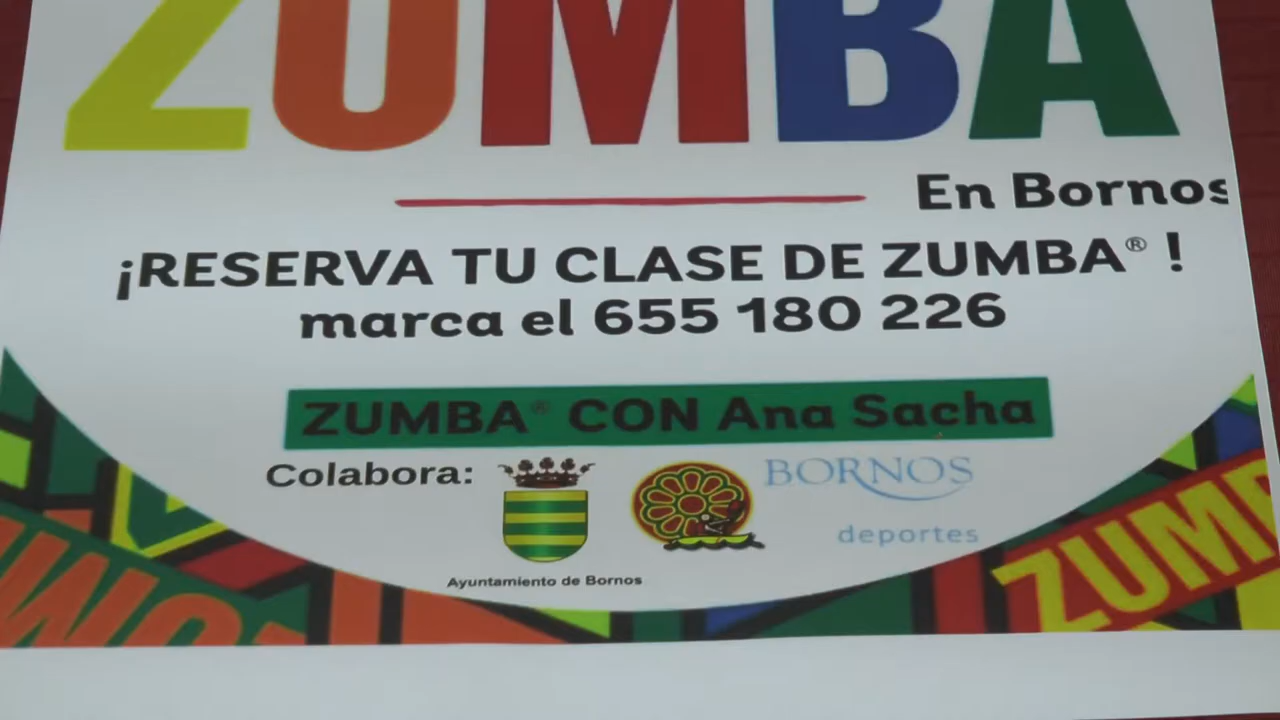 ZUMBA
En Bornos
¡RESERVA TU CLASE DE ZUMBA® !
marca el 655 180 226
ZUMBA® CON Ana Sacha
Colabora:
BORNOS
deportes
Ayuntamiento de Bornos
ZUMB